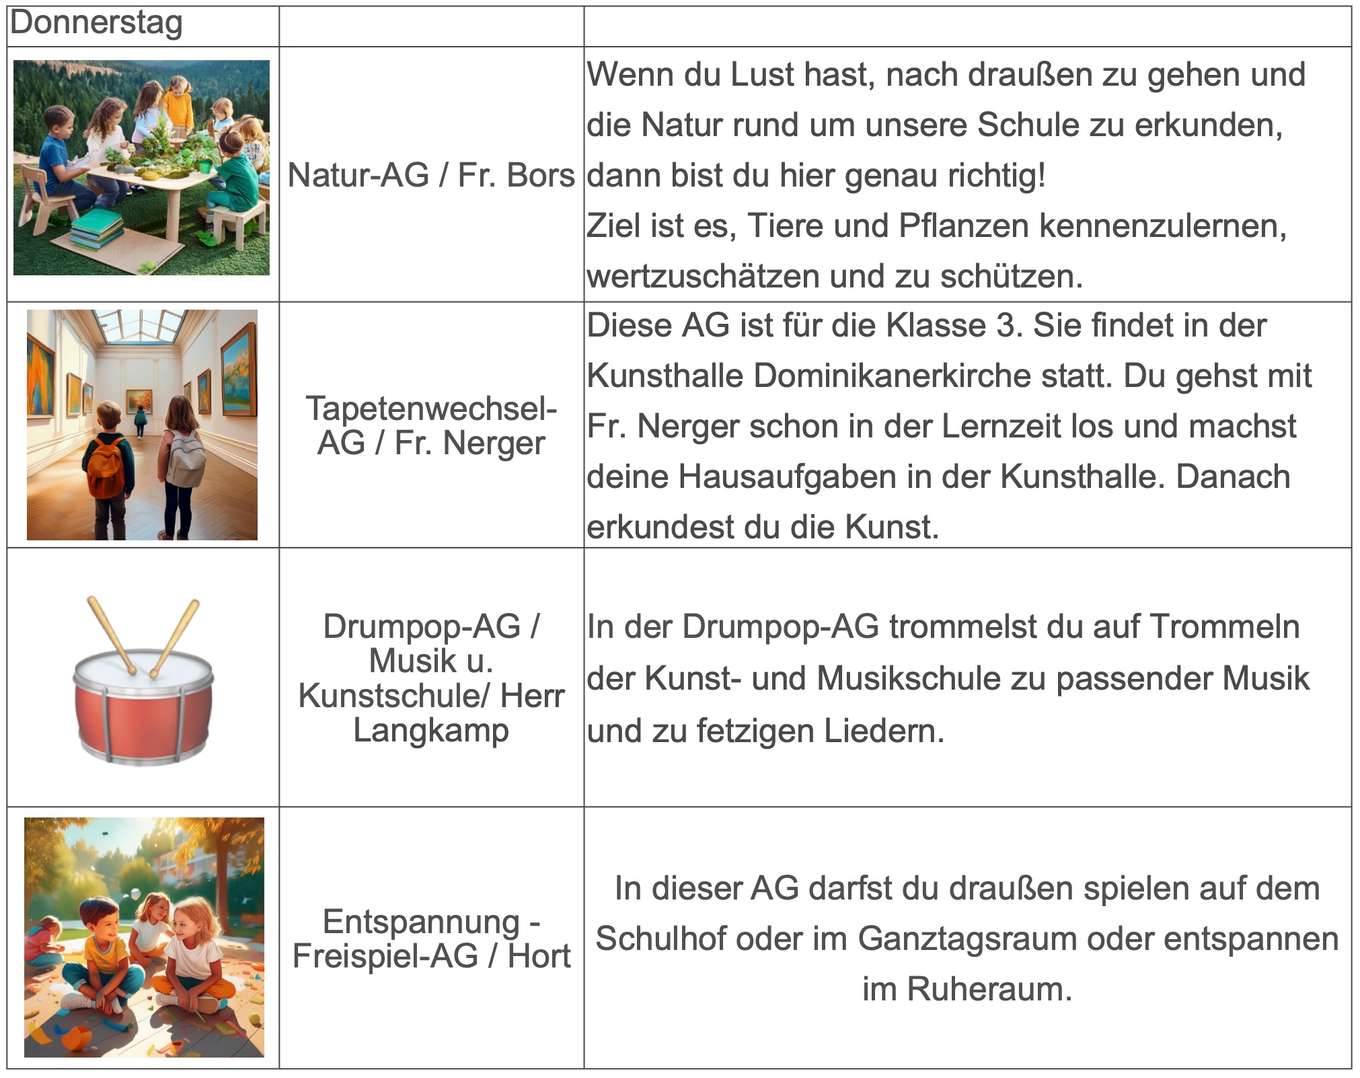 Donnerstag
Natur-AG / Fr. Bors
Wenn du Lust hast, nach draußen zu gehen und
die Natur rund um unsere Schule zu erkunden,
dann bist du hier genau richtig!
Ziel ist es, Tiere und Pflanzen kennenzulernen,
wertzuschätzen und zu schützen.
Tapetenwechsel-
AG / Fr. Nerger
Diese AG ist für die Klasse 3. Sie findet in der
Kunsthalle Dominikanerkirche statt. Du gehst mit
Fr. Nerger schon in der Lernzeit los und machst
deine Hausaufgaben in der Kunsthalle. Danach
erkundest du die Kunst.
Drumpop-AG /
Musik u.
Kunstschule/ Herr
Langkamp
In der Drumpop-AG trommelst du auf Trommeln
der Kunst- und Musikschule zu passender Musik
und zu fetzigen Liedern.
Entspannung -
Freispiel-AG / Hort
In dieser AG darfst du draußen spielen auf dem
Schulhof oder im Ganztagsraum oder entspannen
im Ruheraum.